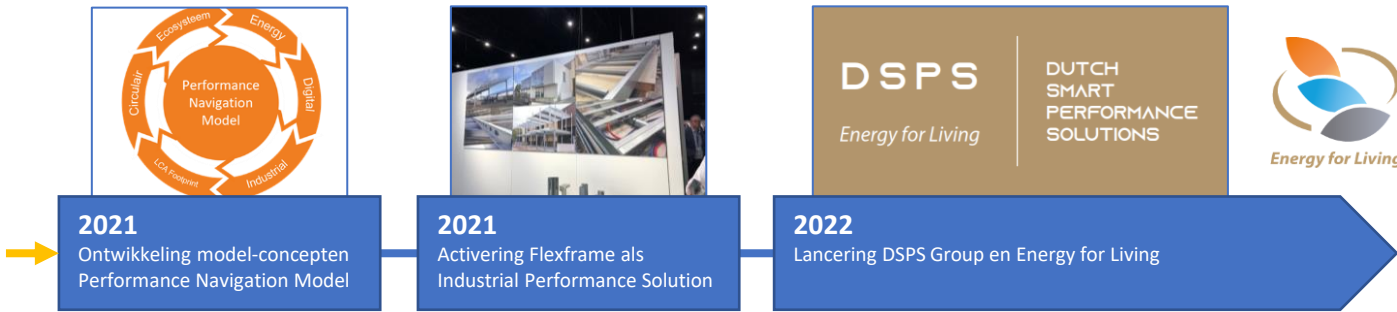 Ecosysteem
Energy
Digital
Industrial
LCA Footprint
Circulair
Performance
Navigation
Model
DSPS
Energy for Living
DUTCH
SMART
PERFORMANCE
SOLUTIONS
Energy for Living
2021
Ontwikkeling model-concepten
Performance Navigation Model
2021
Activering Flexframe als
Industrial Performance Solution
2022
Lancering DSPS Group en Energy for Living